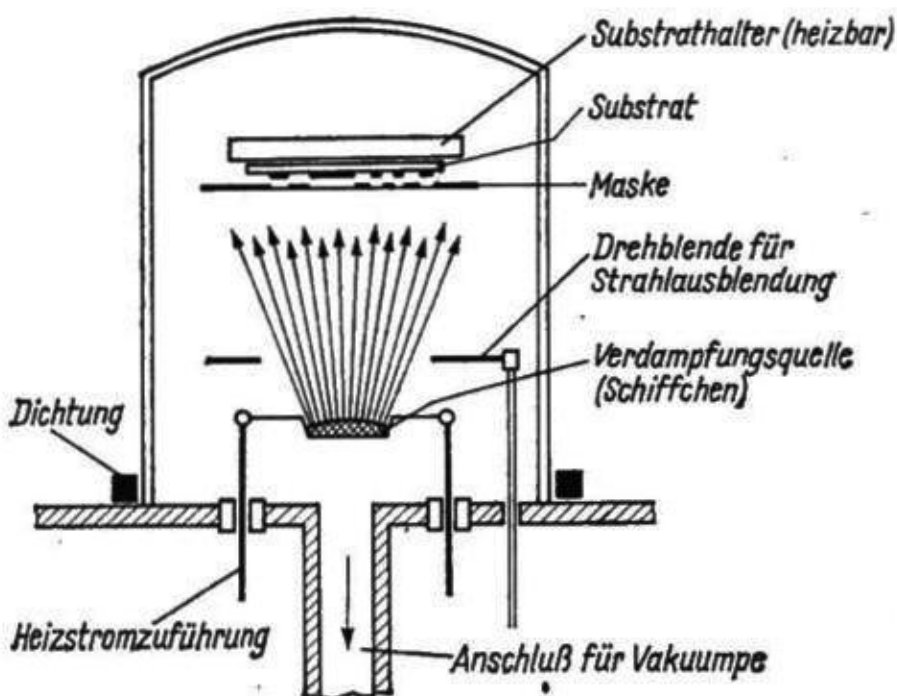 Substrathalter (heizbar)
Substrat
Maske
Drehblende für
Strahlausblendung
Verdampfungsquelle
(Schiffchen)
Dichtung
Heizstromzuführung
Anschluß für Vakuumpe